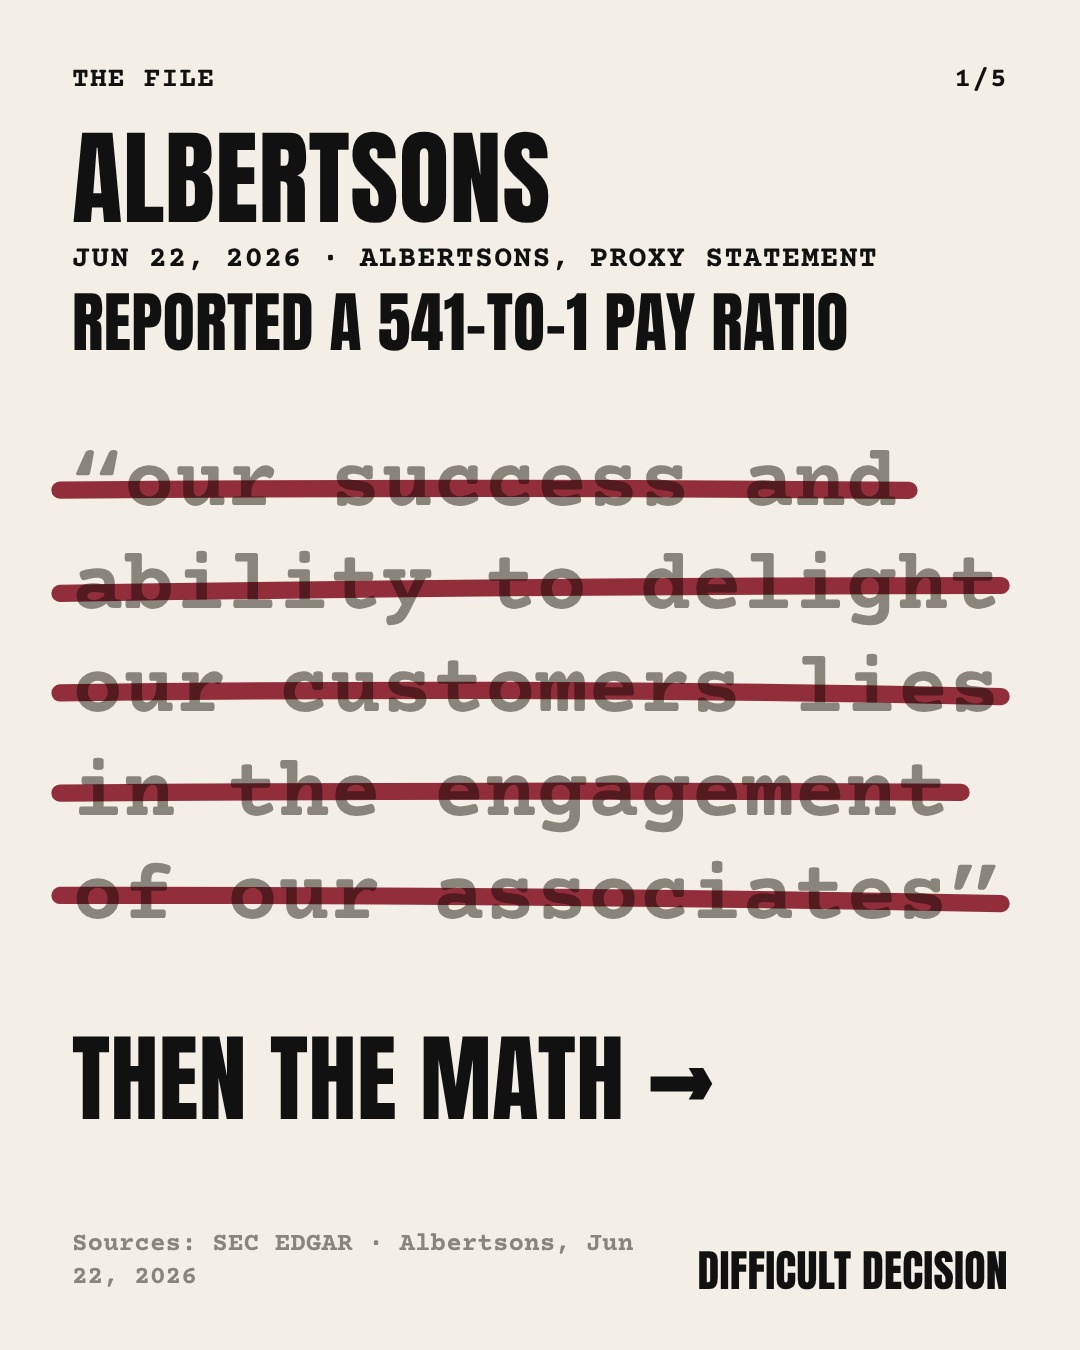 THE FILE
1/5
ALBERTSONS
JUN 22, 2026 · ALBERTSONS, PROXY STATEMENT
REPORTED A 541-TO-1 PAY RATIO
“our success and
ability to delight
our customers lies
in the engagement
of our associates”
THEN THE MATH →
Sources: SEC EDGAR · Albertsons, Jun
22, 2026
DIFFICULT DECISION